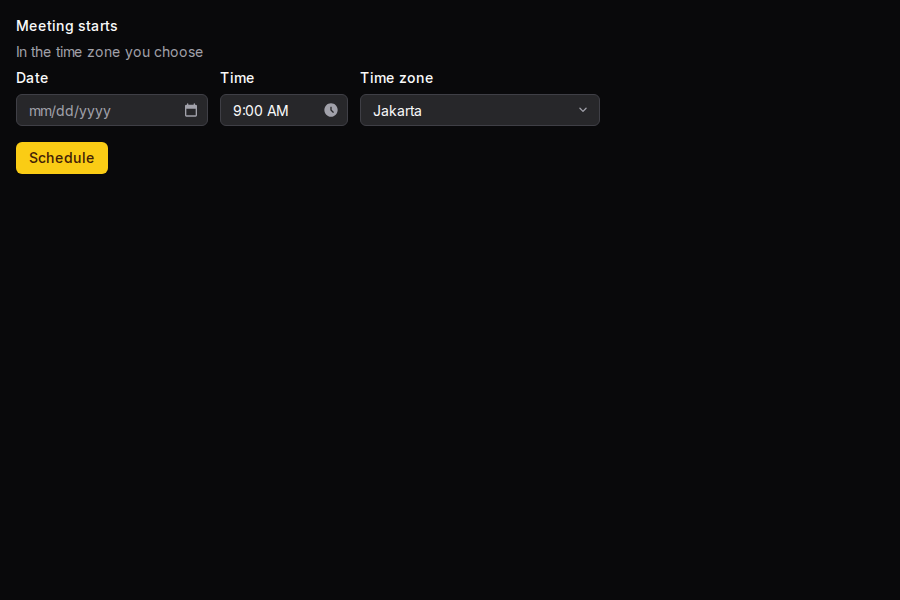 Meeting starts
In the time zone you choose
Date Time Time zone
mm/dd/yyyy 9:00 AM Jakarta
Schedule